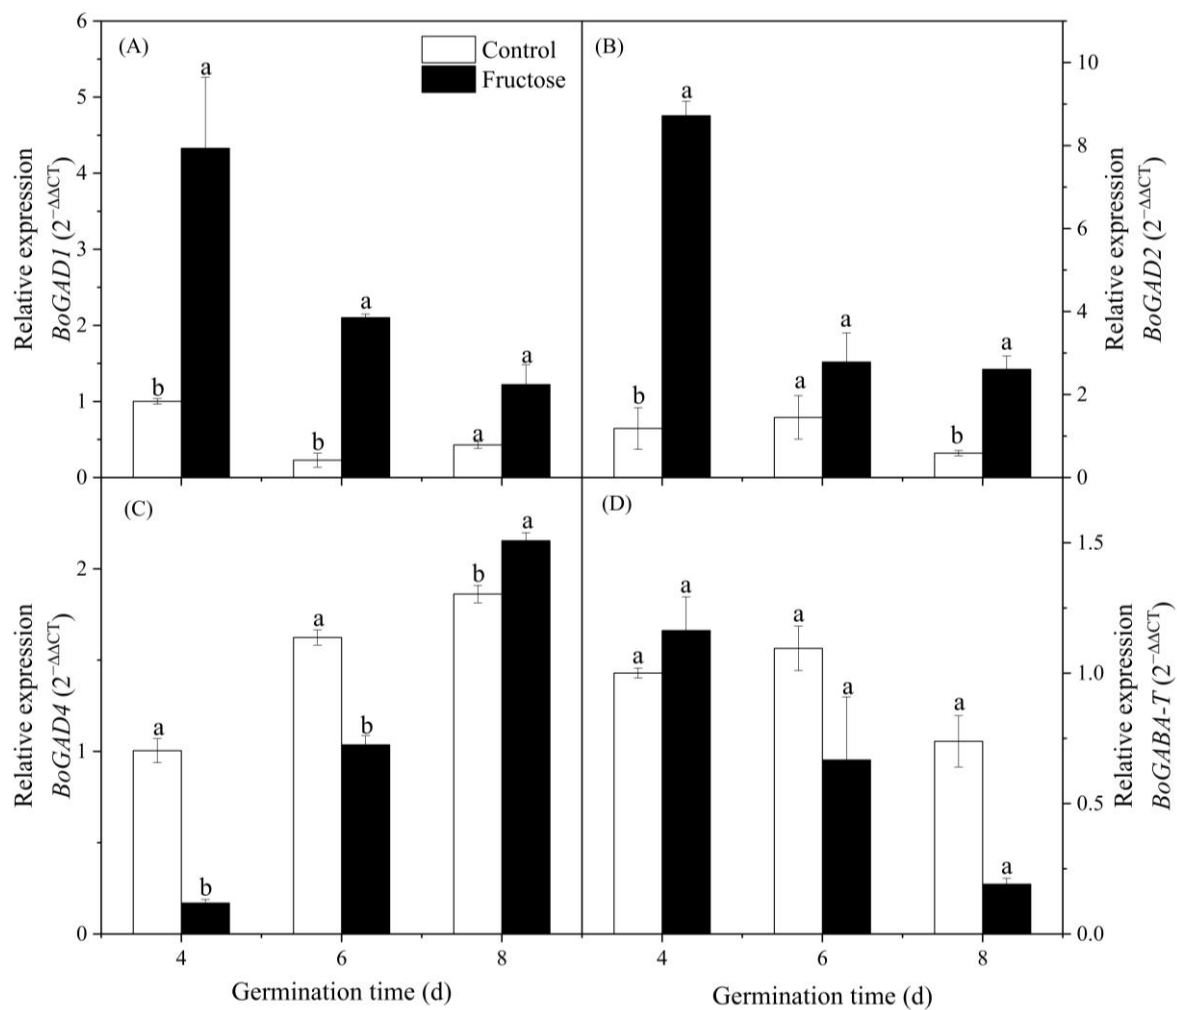 (A)
Control
Fructose
6
5
4
3
2
1
0
Relative expression
BoGAD1 (2⁻ΔΔCT)
b
a
b
a
a
a
(B)
10
8
6
4
2
0
Relative expression
BoGAD2 (2⁻ΔΔCT)
b
a
a
a
b
a
(C)
2
1
0
Relative expression
BoGAD4 (2⁻ΔΔCT)
a
b
a
b
b
a
4
6
8
Germination time (d)
(D)
1.5
1.0
0.5
0.0
Relative expression
BoGABA-T (2⁻ΔΔCT)
a
a
a
a
a
a
4
6
8
Germination time (d)